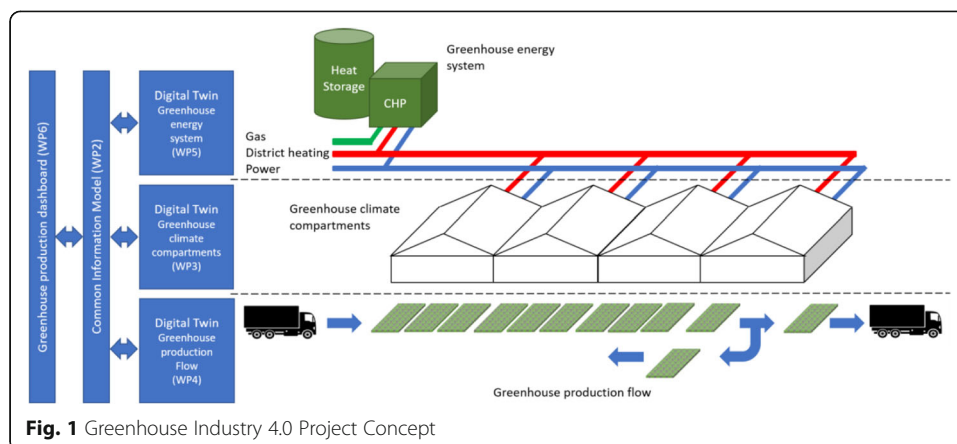 Greenhouse production dashboard (WP6)
Common Information Model (WP2)
Digital Twin
Greenhouse
energy
system
(WP5)
Digital Twin
Greenhouse
climate
compartments
(WP3)
Digital Twin
Greenhouse
production
Flow
(WP4)
Heat
Storage
CHP
Greenhouse energy
system
Gas
District heating
Power
Greenhouse climate
compartments
Greenhouse production flow
Fig. 1 Greenhouse Industry 4.0 Project Concept